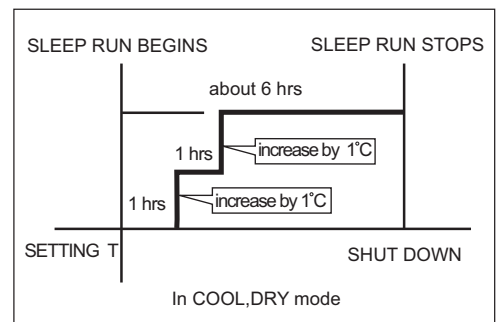 SLEEP RUN BEGINS
SLEEP RUN STOPS
about 6 hrs
1 hrs
increase by 1°C
1 hrs
increase by 1°C
SETTING T
SHUT DOWN
In COOL,DRY mode